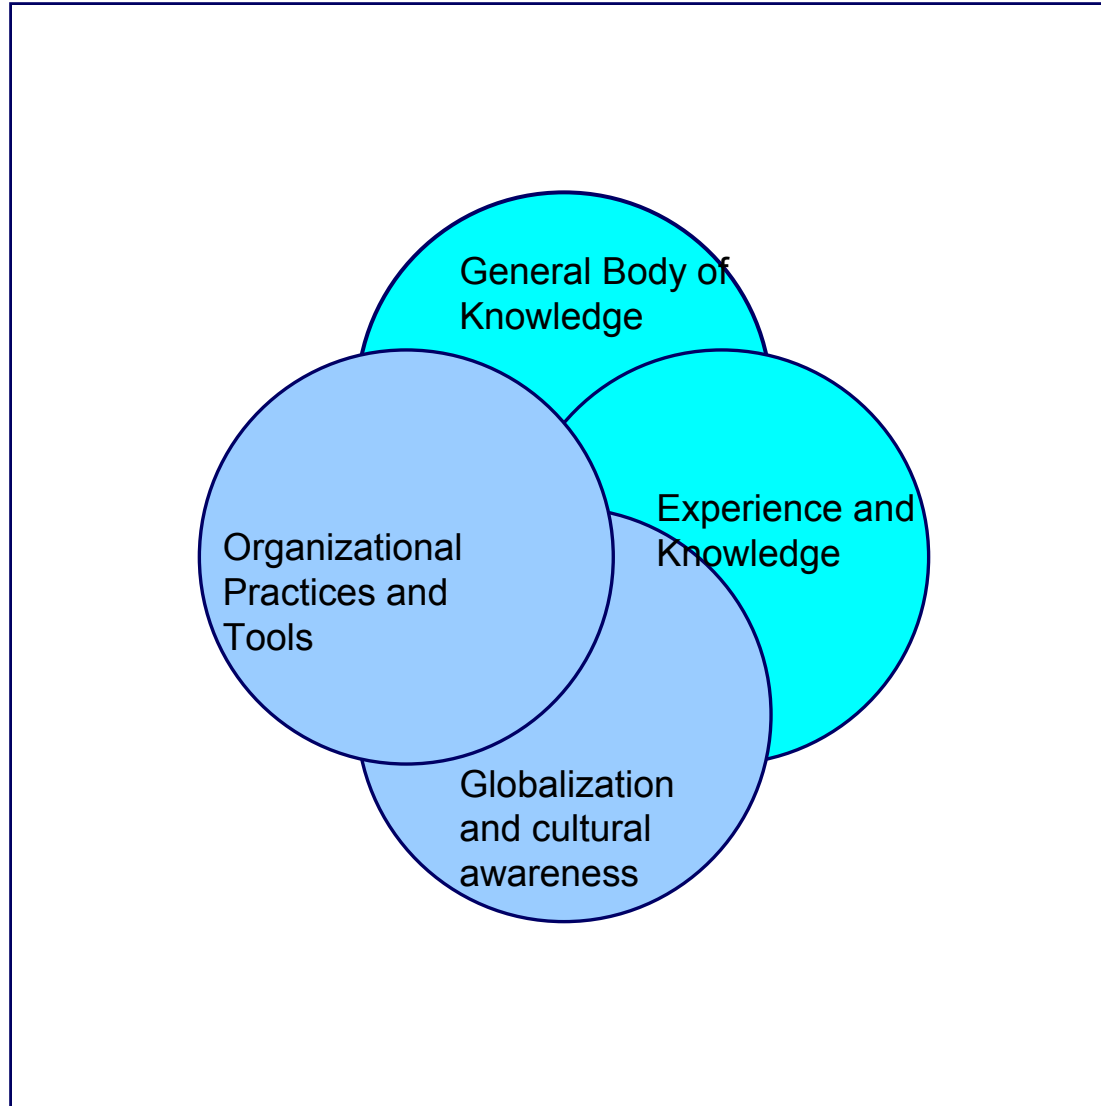 General Body of
Knowledge
Experience and
Knowledge
Organizational
Practices and
Tools
Globalization
and cultural
awareness